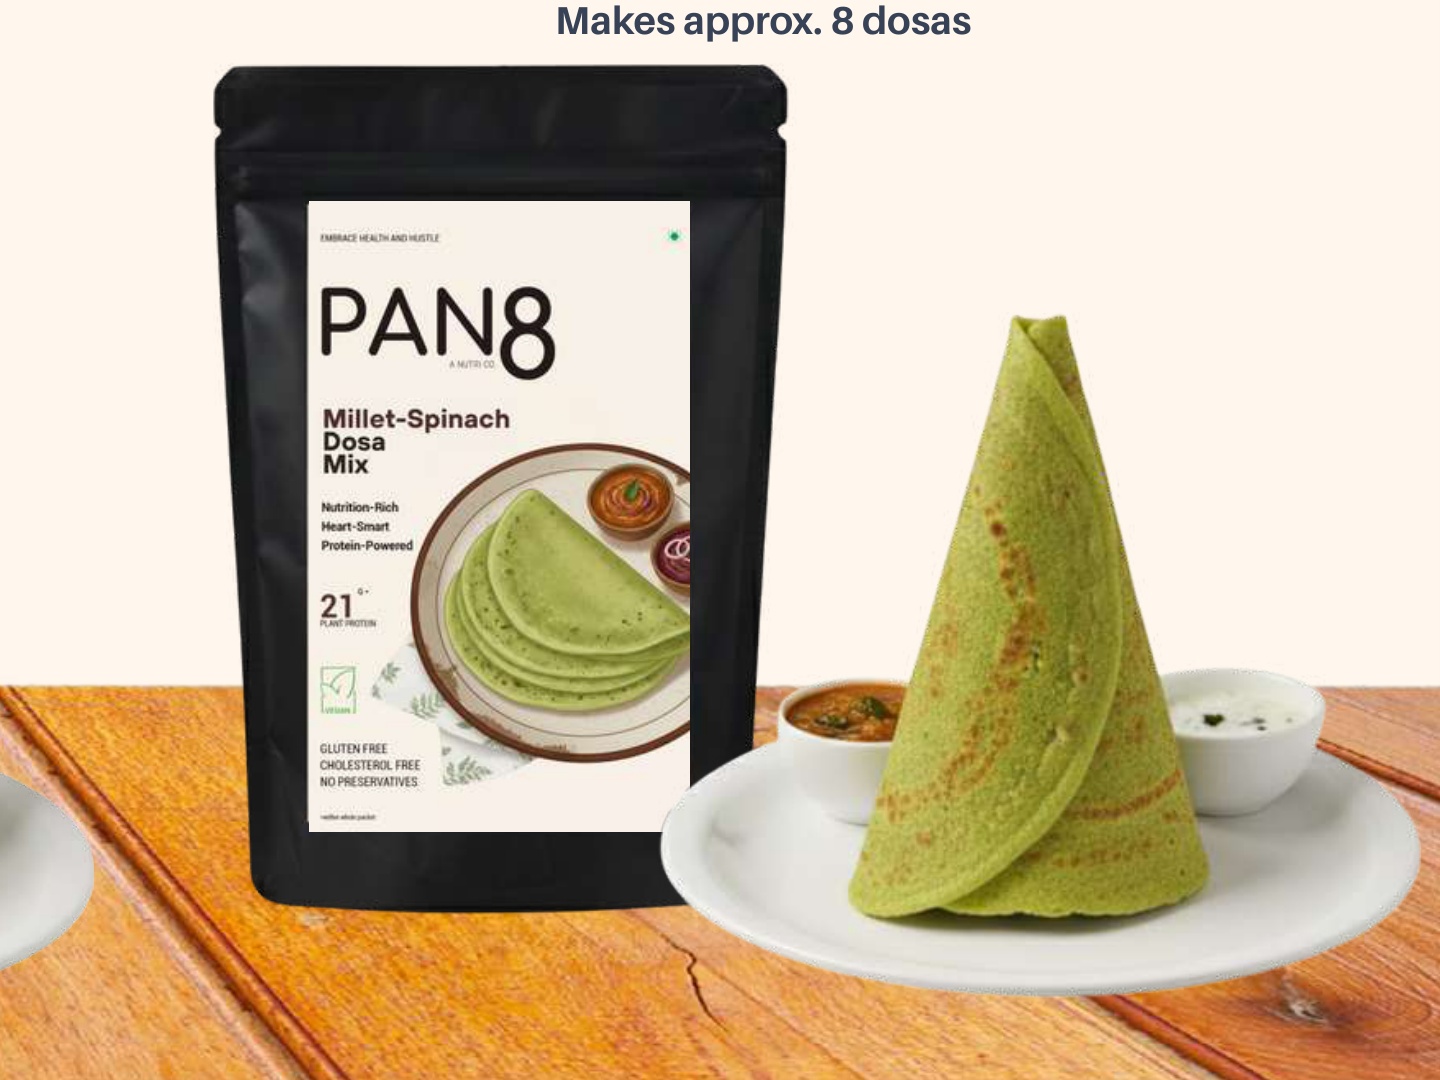 Makes approx. 8 dosas
EMBRACE HEALTH AND HUSTLE
PAN8
A NUTRI CO
Millet-Spinach
Dosa
Mix
Nutrition-Rich
Heart-Smart
Protein-Powered
21 G+
PLANT PROTEIN
VEGAN
GLUTEN FREE
CHOLESTEROL FREE
NO PRESERVATIVES